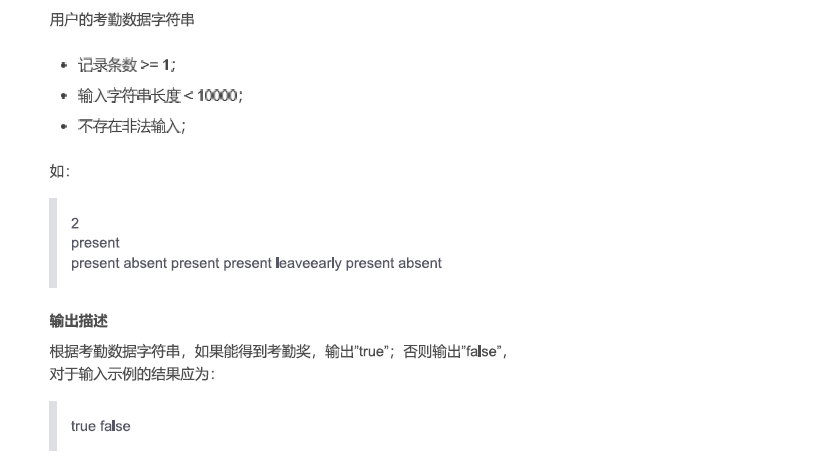 用户的考勤数据字符串
• 记录条数 >= 1；
• 输入字符串长度 < 10000；
• 不存在非法输入；
如：
2
present
present absent present present leaveearly present absent
输出描述
根据考勤数据字符串，如果能得到考勤奖，输出”true”；否则输出”false”，
对于输入示例的结果应为：
true false